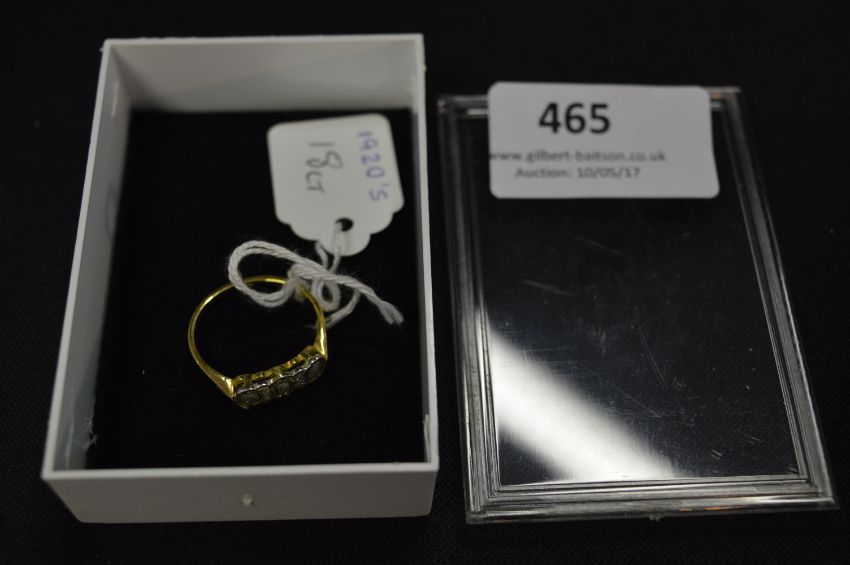 1920's
18CT
465
www.gilbert-baitson.co.uk
Auction: 10/05/17